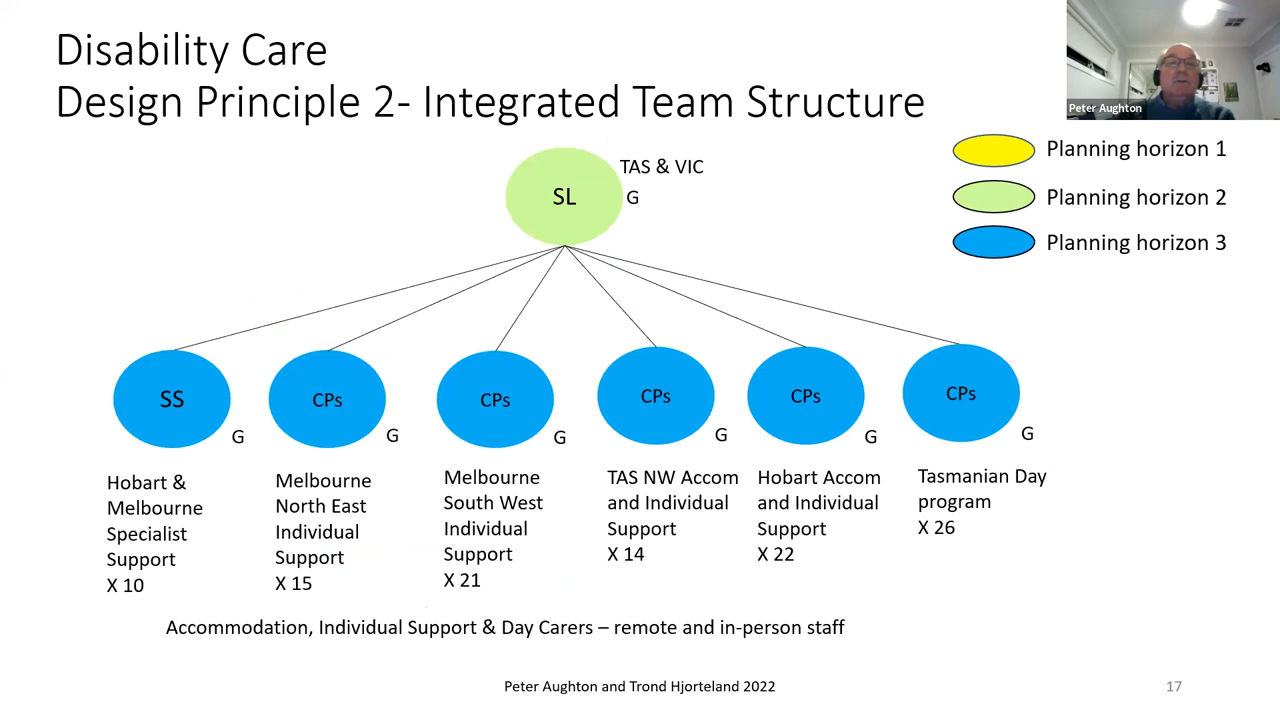 Disability Care
Design Principle 2- Integrated Team Structure
Peter Aughton
TAS & VIC
SL
G
Planning horizon 1
Planning horizon 2
Planning horizon 3
SS
G
CPs
G
CPs
G
CPs
G
CPs
G
CPs
G
Hobart &
Melbourne
Specialist
Support
X 10
Melbourne
North East
Individual
Support
X 15
Melbourne
South West
Individual
Support
X 21
TAS NW Accom
and Individual
Support
X 14
Hobart Accom
and Individual
Support
X 22
Tasmanian Day
program
X 26
Accommodation, Individual Support & Day Carers – remote and in-person staff
Peter Aughton and Trond Hjorteland 2022
17